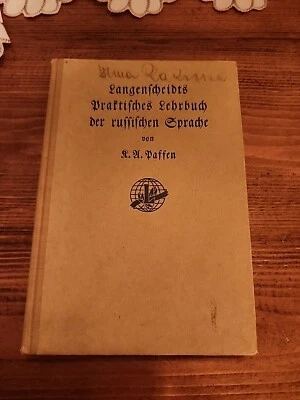 Langenscheidts
Praktisches Lehrbuch
der russischen Sprache
von
K. A. Paffen